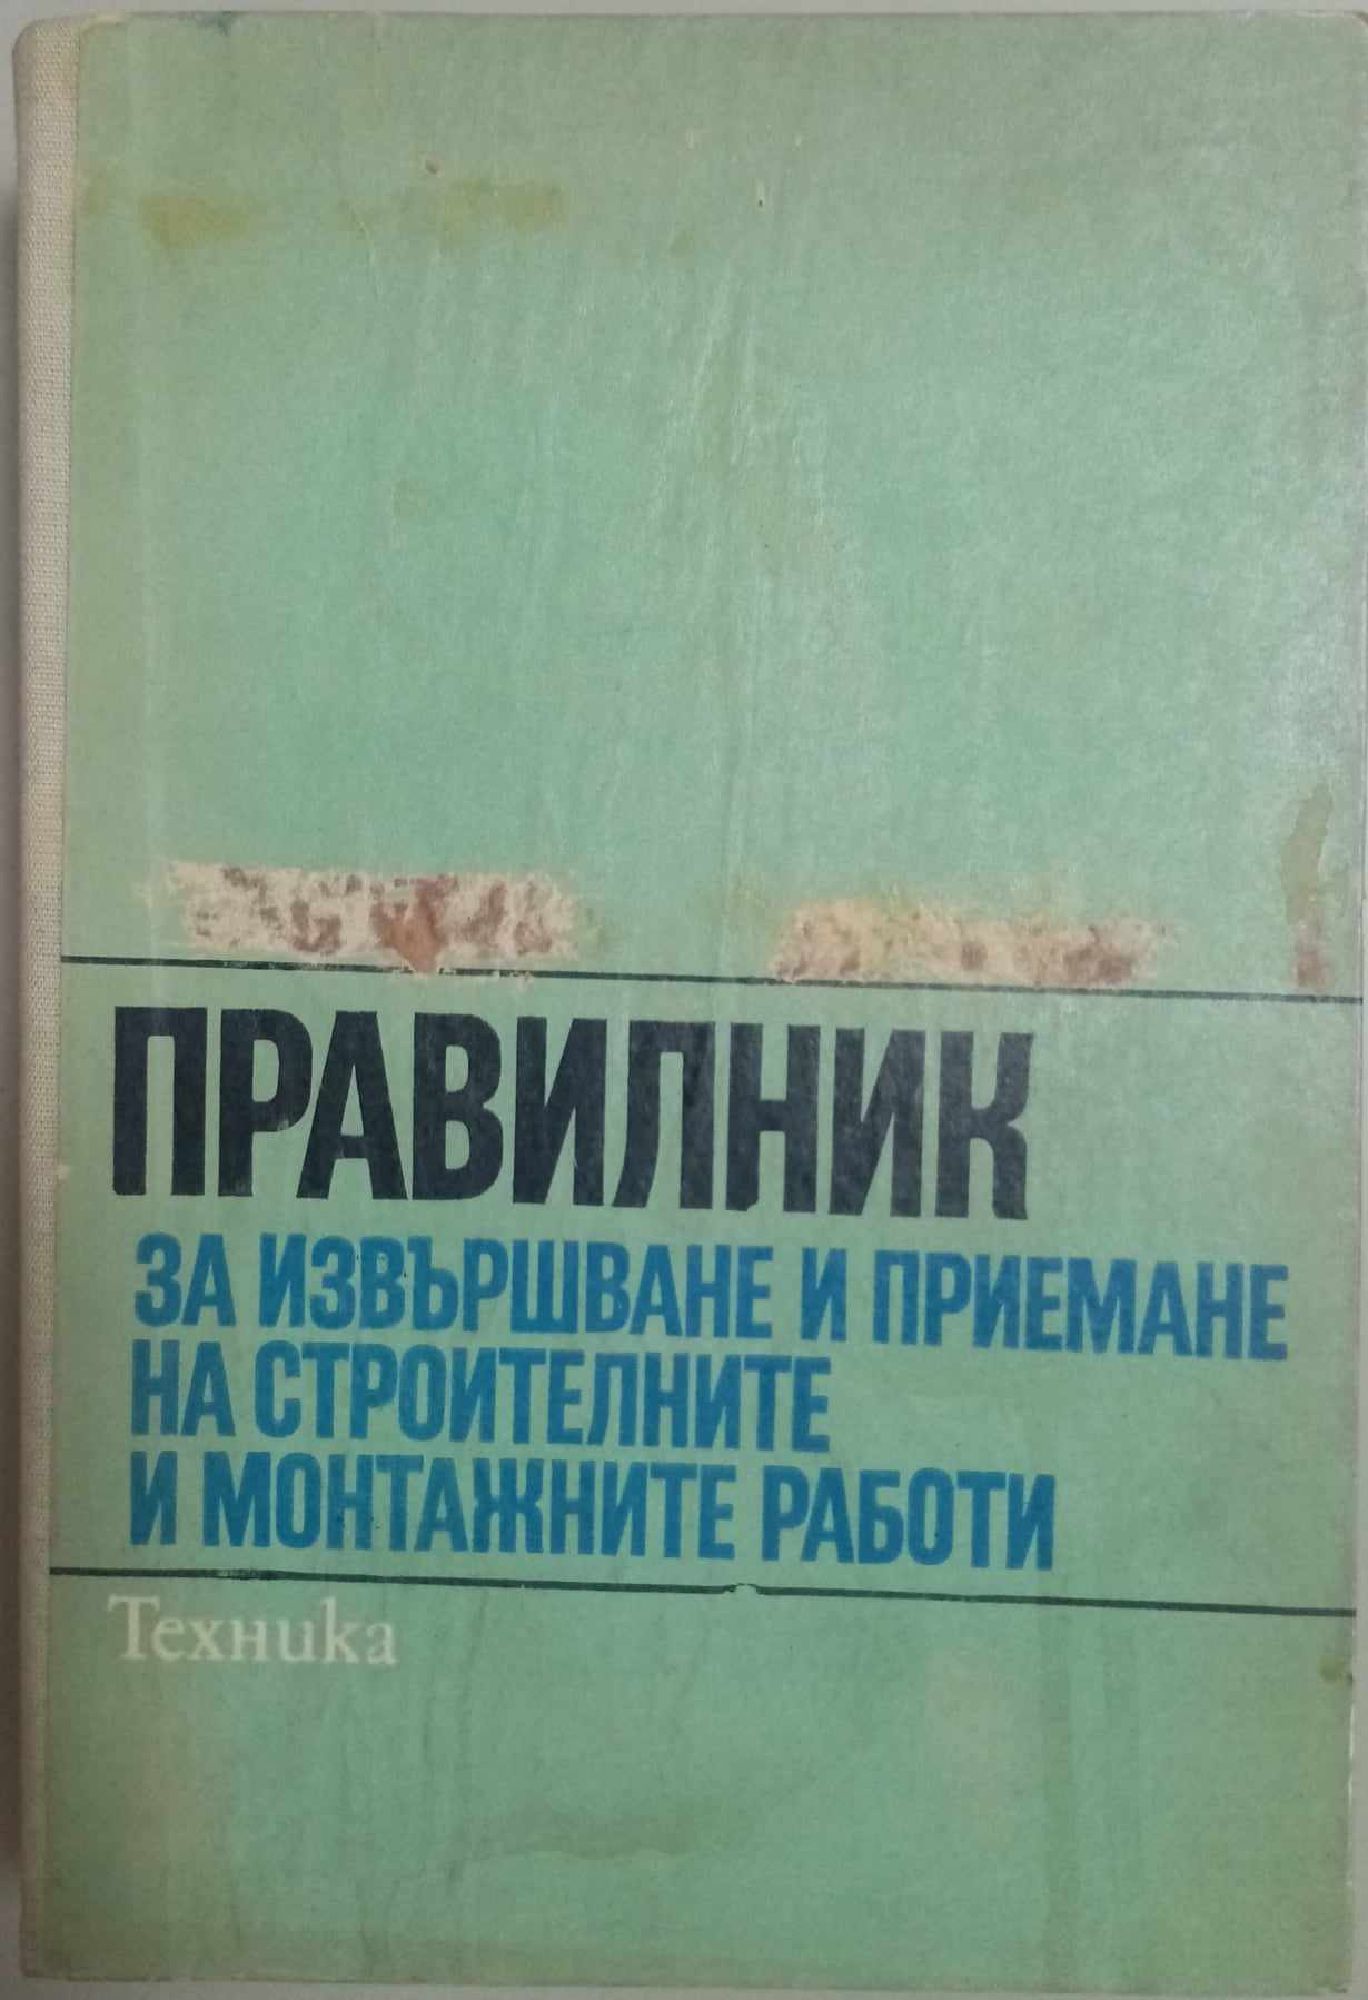 ПРАВИЛНИК
ЗА ИЗВЪРШВАНЕ И ПРИЕМАНЕ
НА СТРОИТЕЛНИТЕ
И МОНТАЖНИТЕ РАБОТИ
Техника